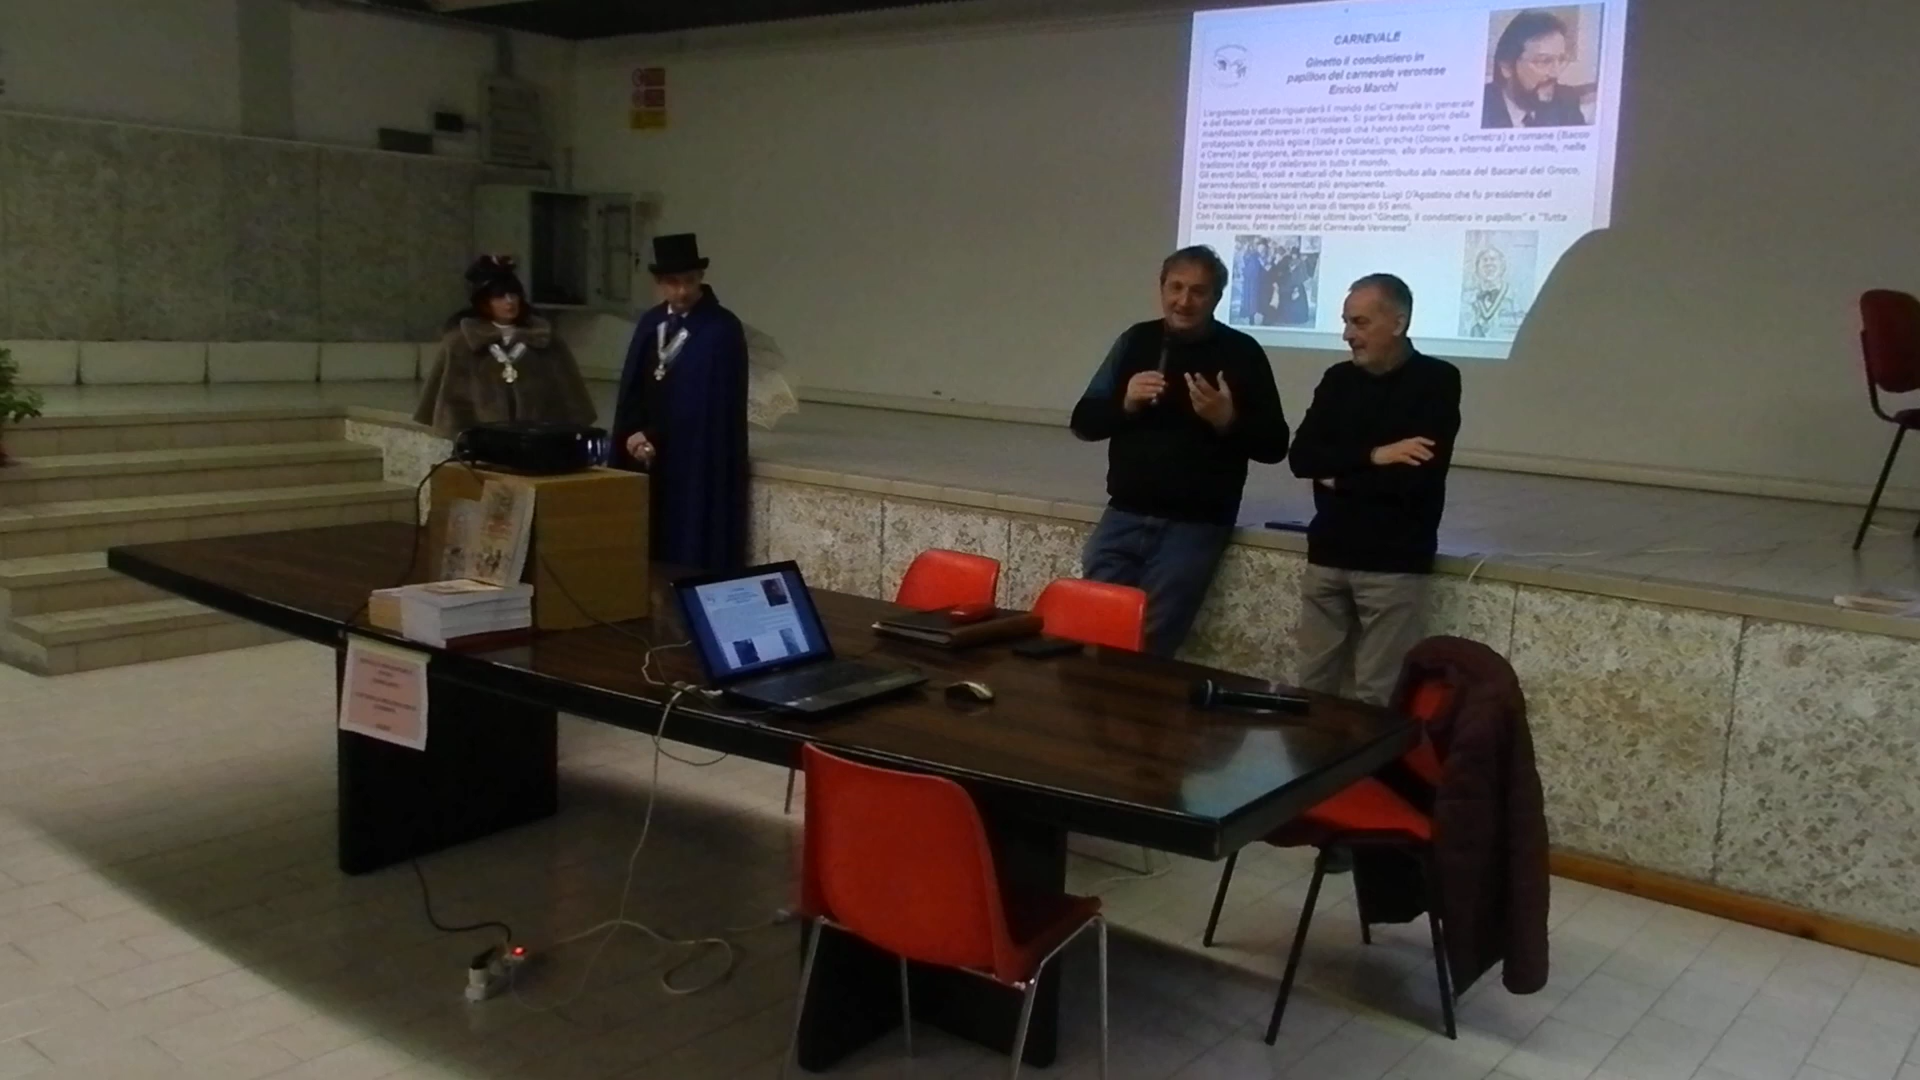 CARNEVALE
Ginetto il condottiero in
papillon del carnevale veronese
Enrico Marchi
L'argomento trattato riguarderà il mondo del Carnevale in generale
e del Bacanal del Gnoco in particolare. Si parlerà delle origini della
manifestazione attraverso i riti religiosi che hanno avuto come
protagoniste divinità egizie (Iside e Osiride), greche (Dioniso e Demetra) e romane (Bacco
e Cerere) per giungere, attraverso il cristianesimo, allo sfociare, intorno all'anno mille, nelle
tradizioni che oggi si celebrano in tutto il mondo.
Gli eventi bellici, sociali e naturali che hanno contribuito alla nascita del Bacanal del Gnoco,
saranno descritti e commentati più ampiamente.
Un ricordo particolare sarà rivolto al compianto Luigi D'Agostino che fu presidente del
Carnevale Veronese lungo un arco di tempo di 55 anni.
Con l'occasione presenterò i miei ultimi lavori "Ginetto, il condottiero in papillon" e "Tutta
colpa di Bacco, fatti e misfatti del Carnevale Veronese"